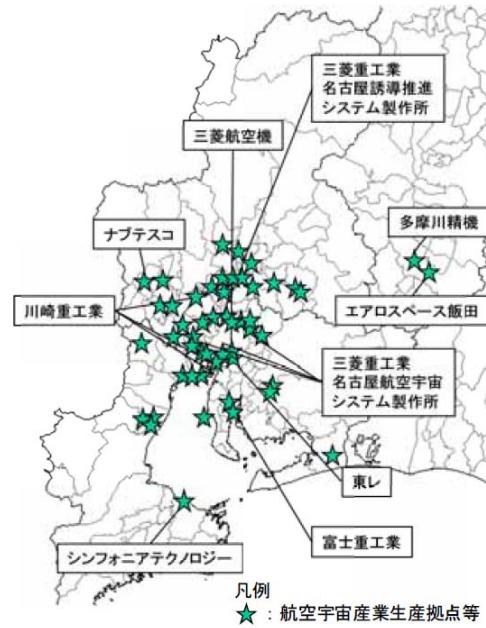 三菱重工業
名古屋誘導推進
システム製作所
三菱航空機
多摩川精機
ナブテスコ
川崎重工業
エアロスペース飯田
三菱重工業
名古屋航空宇宙
システム製作所
東レ
富士重工業
シンフォニアテクノロジー
凡例
★：航空宇宙産業生産拠点等